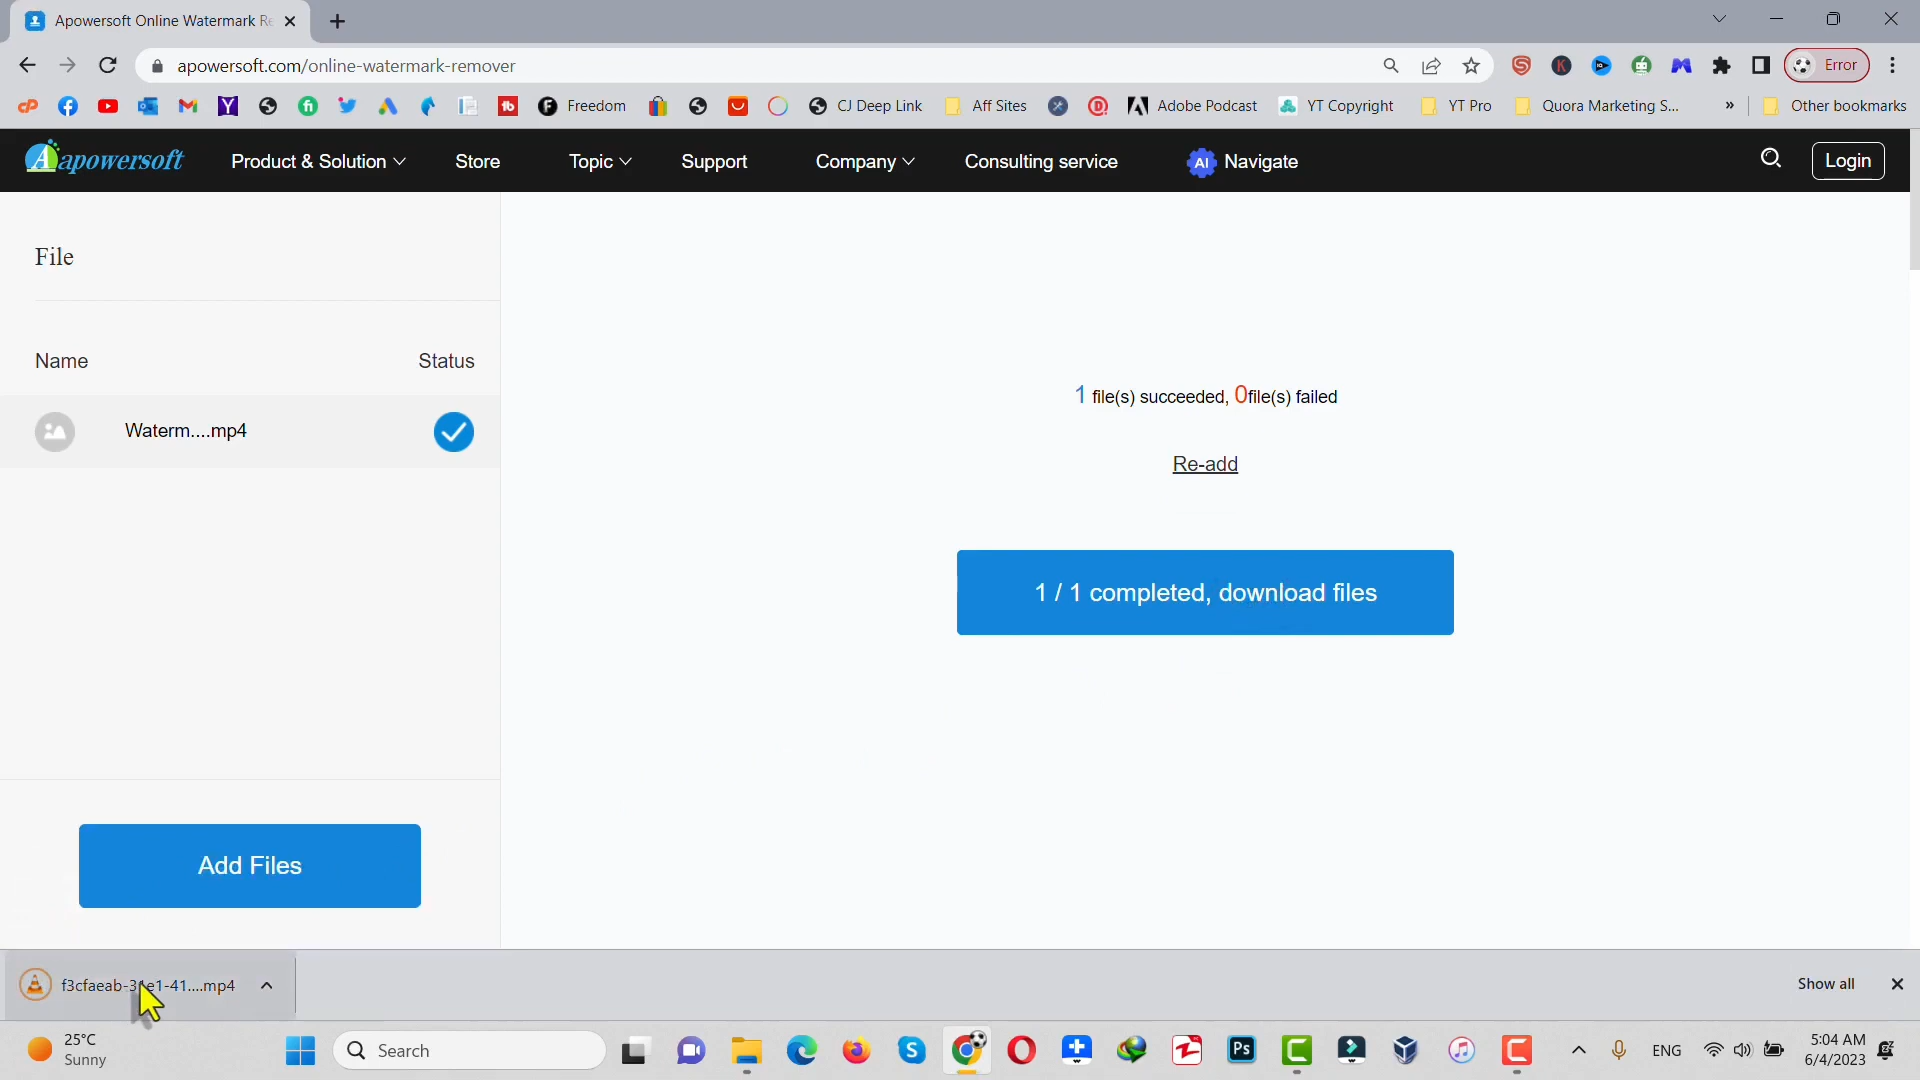 Apowersoft Online Watermark Re
apowersoft.com/online-watermark-remover
Error
Freedom
CJ Deep Link
Aff Sites
Adobe Podcast
YT Copyright
YT Pro
Quora Marketing S...
»
Other bookmarks
apowersoft
Product & Solution
Store
Topic
Support
Company
Consulting service
AI Navigate
Login
File
Name
Status
Waterm....mp4
1 file(s) succeeded, 0file(s) failed
Re-add
1 / 1 completed, download files
Add Files
f3cfaeab-31e1-41....mp4
Show all
25°C
Sunny
Search
Ps
ENG
5:04 AM
6/4/2023